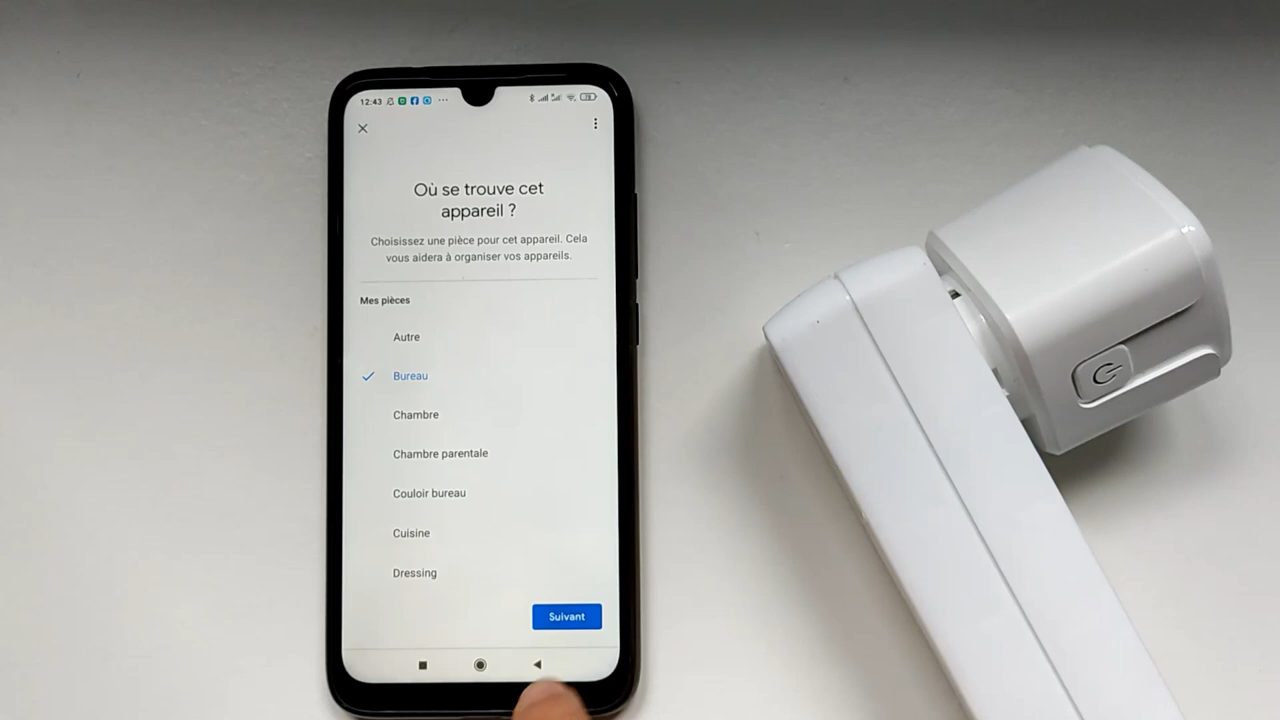 12:43
Où se trouve cet
appareil ?
Choisissez une pièce pour cet appareil. Cela
vous aidera à organiser vos appareils.
Mes pièces
Autre
Bureau
Chambre
Chambre parentale
Couloir bureau
Cuisine
Dressing
Suivant